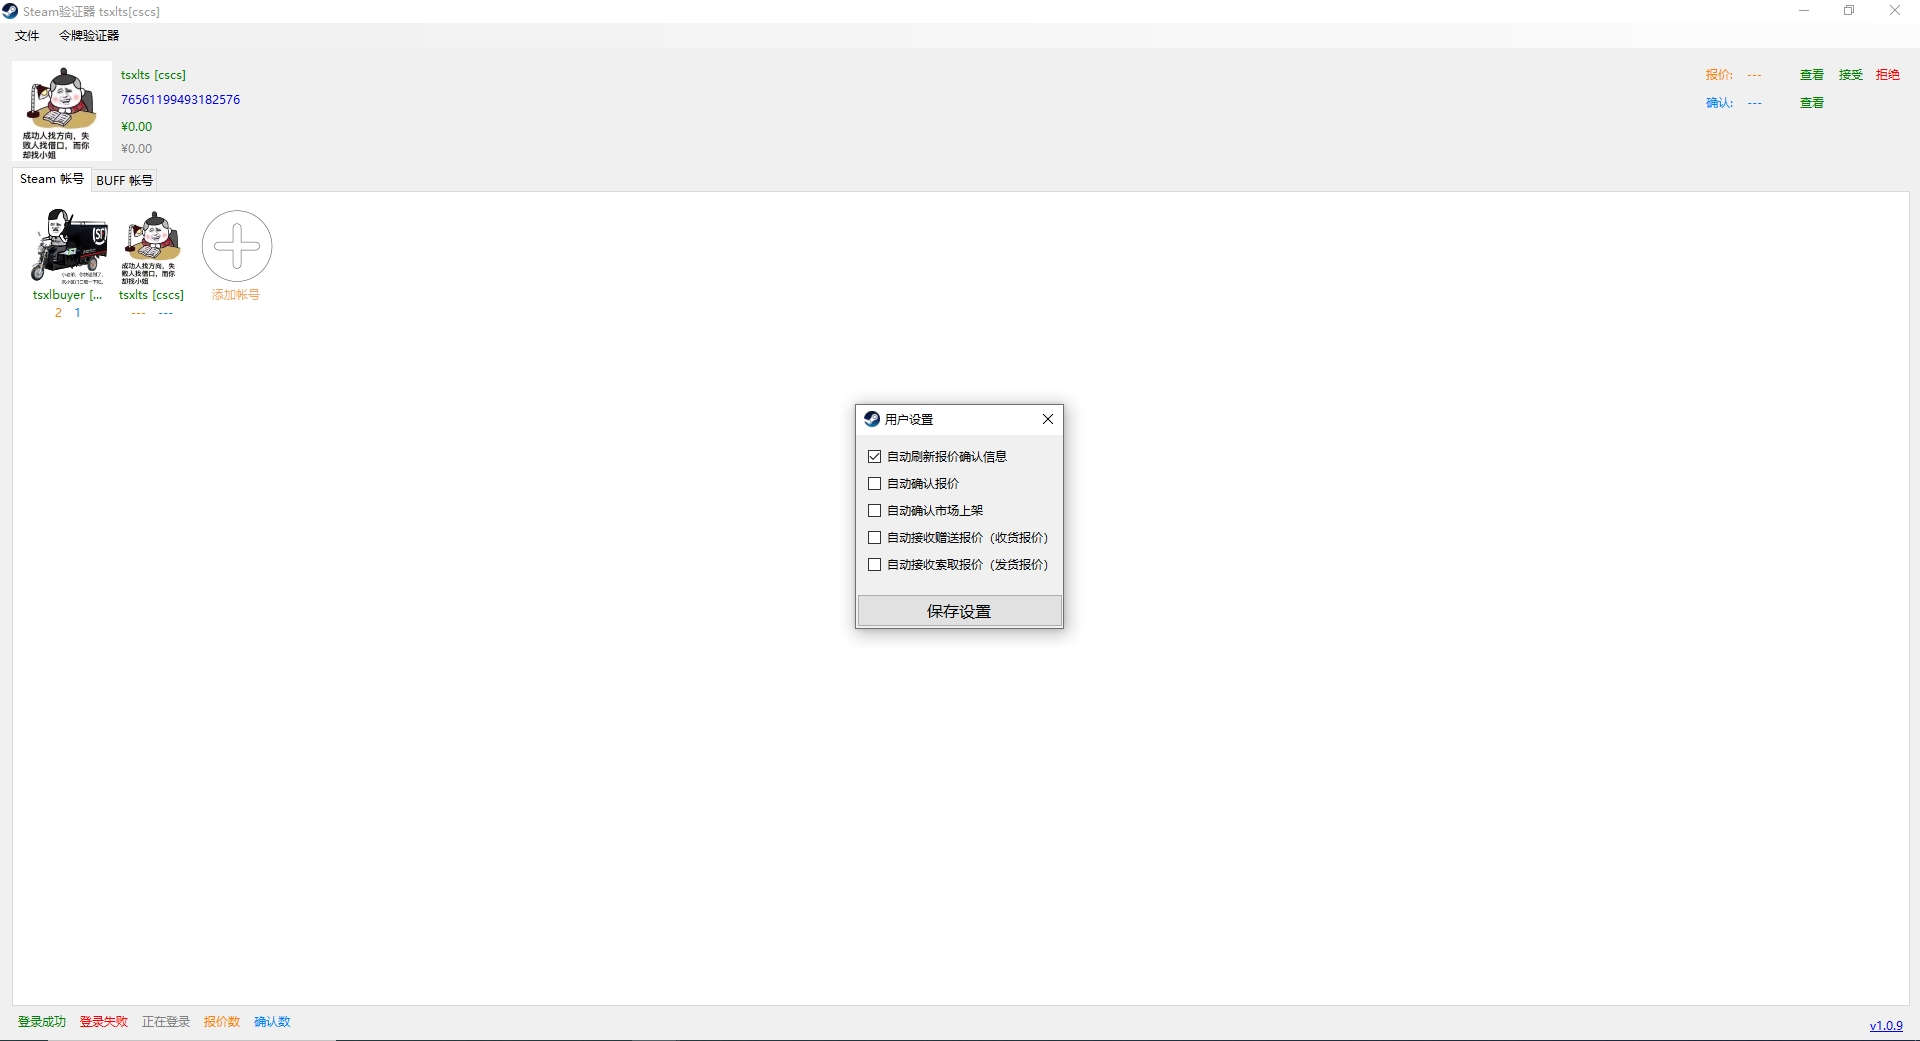 Steam验证器 tsxlts[cscs]
文件 令牌验证器
成功人找方向，失
败人找借口，而你
却找小姐
tsxlts [cscs]
76561199493182576
¥0.00
¥0.00
报价: --- 查看 接受 拒绝
确认: --- 查看
Steam 帐号 BUFF 帐号
成功人找方向，失
败人找借口，而你
却找小姐
tsxlbuyer [... tsxlts [cscs] 添加帐号
2 1 --- ---
用户设置
自动刷新报价确认信息
自动确认报价
自动确认市场上架
自动接收赠送报价（收货报价）
自动接收索取报价（发货报价）
保存设置
登录成功 登录失败 正在登录 报价数 确认数
v1.0.9